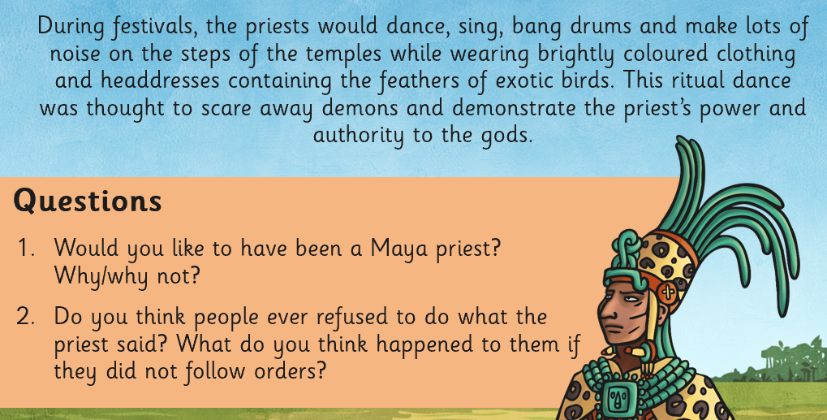 During festivals, the priests would dance, sing, bang drums and make lots of
noise on the steps of the temples while wearing brightly coloured clothing
and headdresses containing the feathers of exotic birds. This ritual dance
was thought to scare away demons and demonstrate the priest's power and
authority to the gods.
Questions
1. Would you like to have been a Maya priest?
Why/why not?
2. Do you think people ever refused to do what the
priest said? What do you think happened to them if
they did not follow orders?